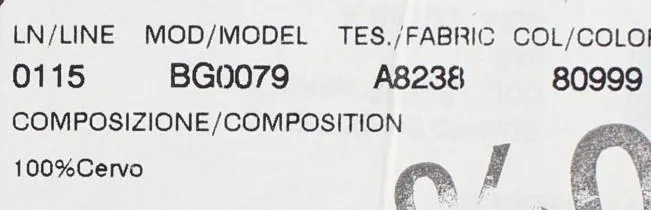 LN/LINE MOD/MODEL TES./FABRIC COL/COLOR
0115 BG0079 A8238 80999
COMPOSIZIONE/COMPOSITION
100%Cervo